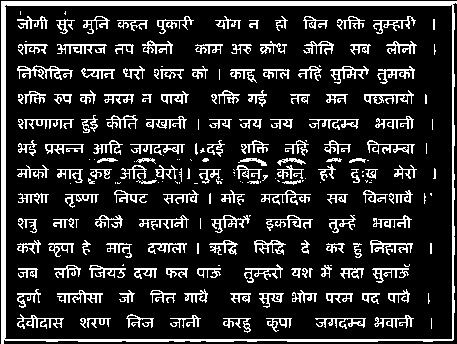 जोगी सुर मुनि कहत पुकारी योग न हो बिन शक्ति तुम्हारी ।
शंकर आचारज तप कीनो काम अरु क्रोध जीति सब लीनो ।
निशिदिन ध्यान धरो शंकर को । काहू काल नहिं सुमिरो तुमको
शक्ति रुप को मरम न पायो शक्ति गई तब मन पछतायो ।
शरणागत हुई कीर्ति बखानी । जय जय जय जगदम्ब भवानी ।
भई प्रसन्न आदि जगदम्बा । दई शक्ति नहिं कीन विलम्बा ।
मोको मातु कृष्ट अति घेरो । तुम बिन, कौन हरै दुःख मेरो ।
आशा तृष्णा निपट सतावे । मोह मदादिक सब विनशावै ।
शत्रु नाश कीजै महारानी । सुमिरौं इकचित तुम्हें भवानी
करौ कृपा हे मातु दयाला । ऋद्धि सिद्धि दे कर हु निहाला ।
जब लगि जियउं दया फल पाऊं तुम्हरो यश मैं सदा सुनाऊँ
दुर्गा चालीसा जो नित गावै सब सुख भोग परम पद पावै ।
देवीदास शरण निज जानी करहु कृपा जगदम्ब भवानी ।